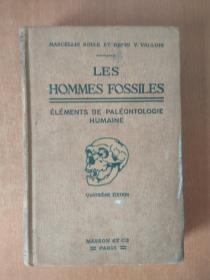 MARCELLIN BOULE ET HENRI V. VALLOIS
LES
HOMMES FOSSILES
ÉLÉMENTS DE PALÉONTOLOGIE
HUMAINE
QUATRIÈME ÉDITION
MASSON ET CIE
PARIS